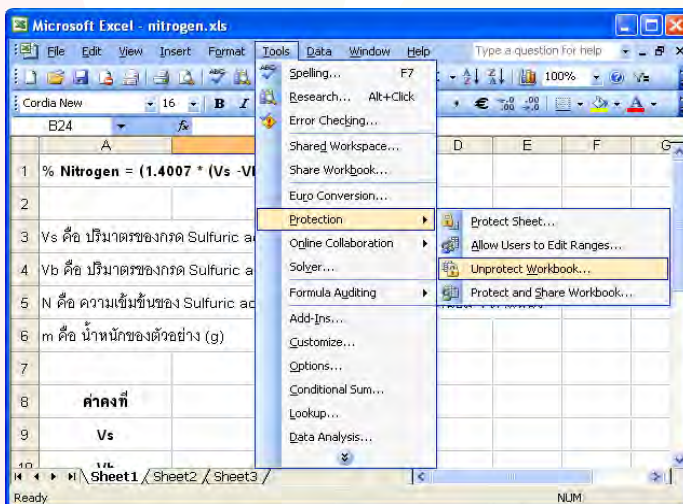 Microsoft Excel - nitrogen.xls
File Edit View Insert Format Tools Data Window Help Type a question for help
100%
Cordia New 16 B I
B24 fx
A D E F G
1 % Nitrogen = (1.4007 * (Vs -V
2
3 Vs คือ ปริมาตรของกรด Sulfuric ac
4 Vb คือ ปริมาตรของกรด Sulfuric ac
5 N คือ ความเข้มข้นของ Sulfuric ac
6 m คือ น้ำหนักของตัวอย่าง (g)
7
8 ค่าคงที่
9 Vs
10 Vb
Spelling... F7
Research... Alt+Click
Error Checking...
Shared Workspace...
Share Workbook...
Euro Conversion...
Protection
Online Collaboration
Solver...
Formula Auditing
Add-Ins...
Customize...
Options...
Conditional Sum...
Lookup...
Data Analysis...
Protect Sheet...
Allow Users to Edit Ranges...
Unprotect Workbook...
Protect and Share Workbook...
Sheet1 Sheet2 Sheet3
Ready NUM